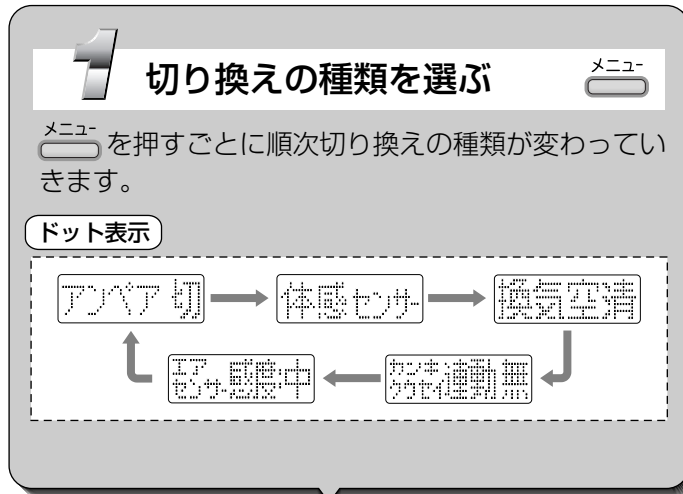 1 切り換えの種類を選ぶ メニュー
メニュー を押すごとに順次切り換えの種類が変わってい
きます。
ドット表示
アンペア 切 体感センサー 換気空清
エアセンサー感度:中 カンキ・クウセイ連動:無